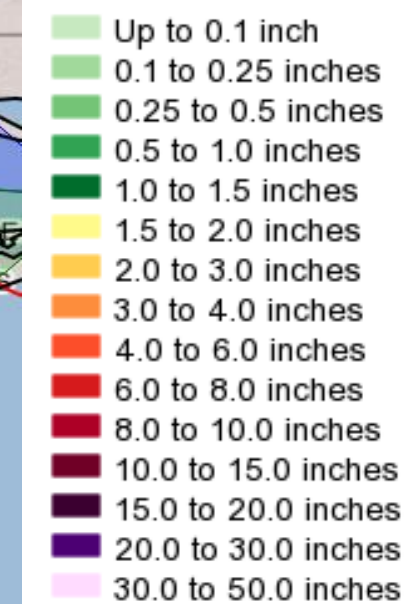 Up to 0.1 inch
0.1 to 0.25 inches
0.25 to 0.5 inches
0.5 to 1.0 inches
1.0 to 1.5 inches
1.5 to 2.0 inches
2.0 to 3.0 inches
3.0 to 4.0 inches
4.0 to 6.0 inches
6.0 to 8.0 inches
8.0 to 10.0 inches
10.0 to 15.0 inches
15.0 to 20.0 inches
20.0 to 30.0 inches
30.0 to 50.0 inches